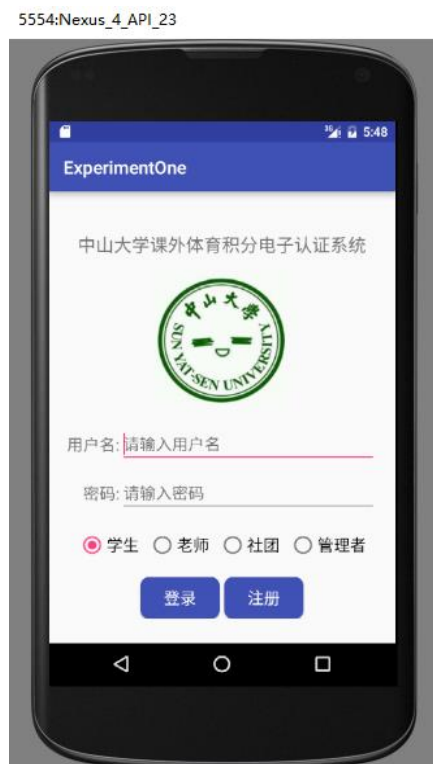 5554:Nexus_4_API_23
3G 5:48
ExperimentOne
中山大学课外体育积分电子认证系统
中山大学
SUN YAT-SEN UNIVERSITY
用户名: 请输入用户名
密码: 请输入密码
学生 老师 社团 管理者
登录 注册